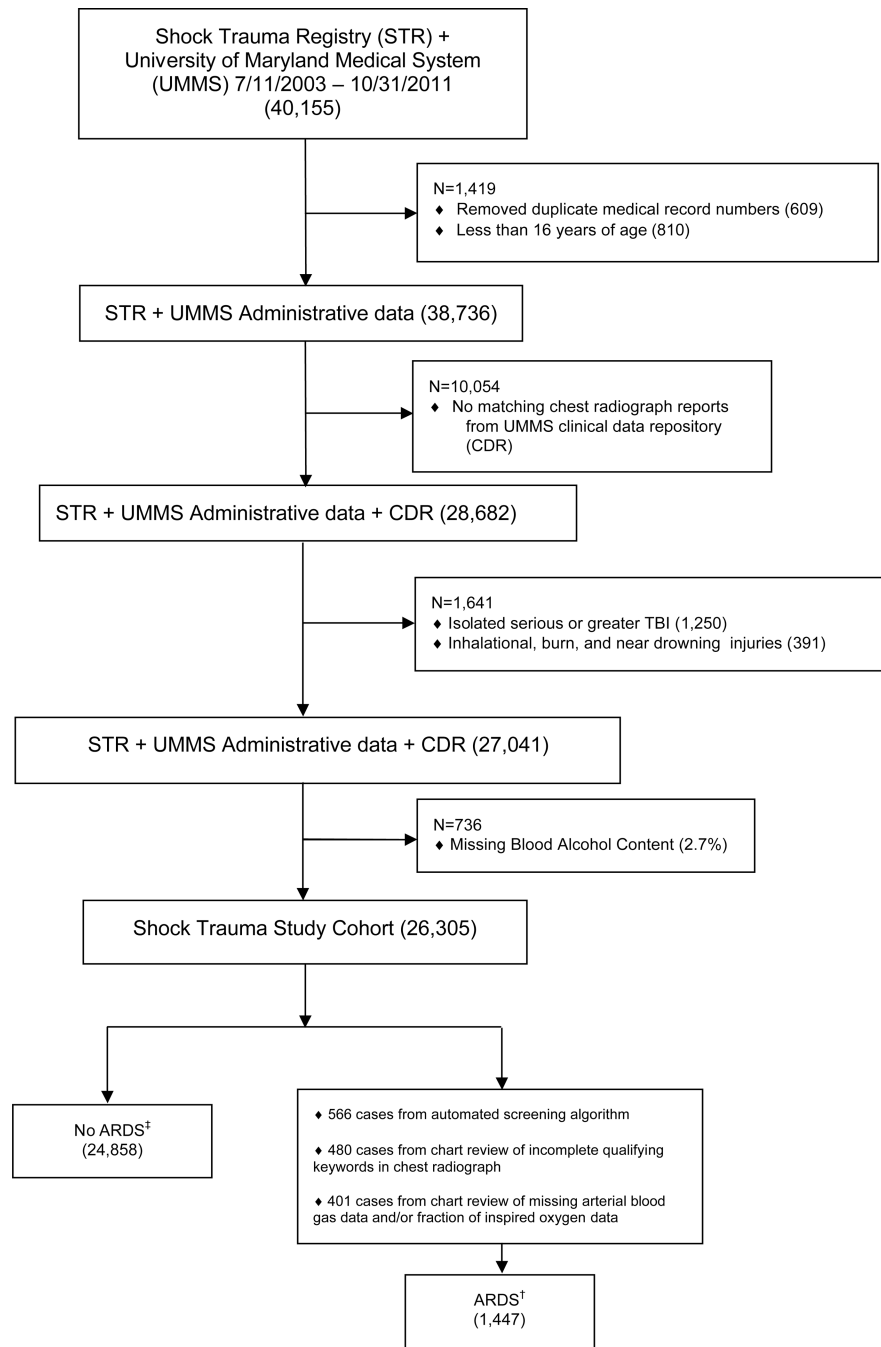 Shock Trauma Registry (STR) +
University of Maryland Medical System
(UMMS) 7/11/2003 – 10/31/2011
(40,155)
N=1,419
♦ Removed duplicate medical record numbers (609)
♦ Less than 16 years of age (810)
STR + UMMS Administrative data (38,736)
N=10,054
♦ No matching chest radiograph reports
from UMMS clinical data repository
(CDR)
STR + UMMS Administrative data + CDR (28,682)
N=1,641
♦ Isolated serious or greater TBI (1,250)
♦ Inhalational, burn, and near drowning injuries (391)
STR + UMMS Administrative data + CDR (27,041)
N=736
♦ Missing Blood Alcohol Content (2.7%)
Shock Trauma Study Cohort (26,305)
No ARDS‡
(24,858)
♦ 566 cases from automated screening algorithm
♦ 480 cases from chart review of incomplete qualifying
keywords in chest radiograph
♦ 401 cases from chart review of missing arterial blood
gas data and/or fraction of inspired oxygen data
ARDS†
(1,447)